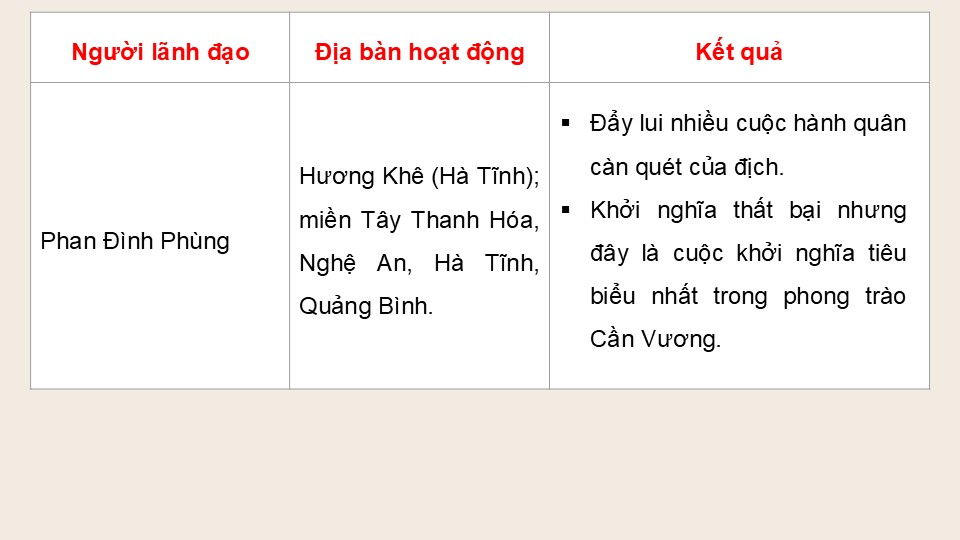 Người lãnh đạo
Địa bàn hoạt động
Kết quả
Phan Đình Phùng
Hương Khê (Hà Tĩnh);
miền Tây Thanh Hóa,
Nghệ An, Hà Tĩnh,
Quảng Bình.
▪ Đẩy lui nhiều cuộc hành quân
càn quét của địch.
▪ Khởi nghĩa thất bại nhưng
đây là cuộc khởi nghĩa tiêu
biểu nhất trong phong trào
Cần Vương.